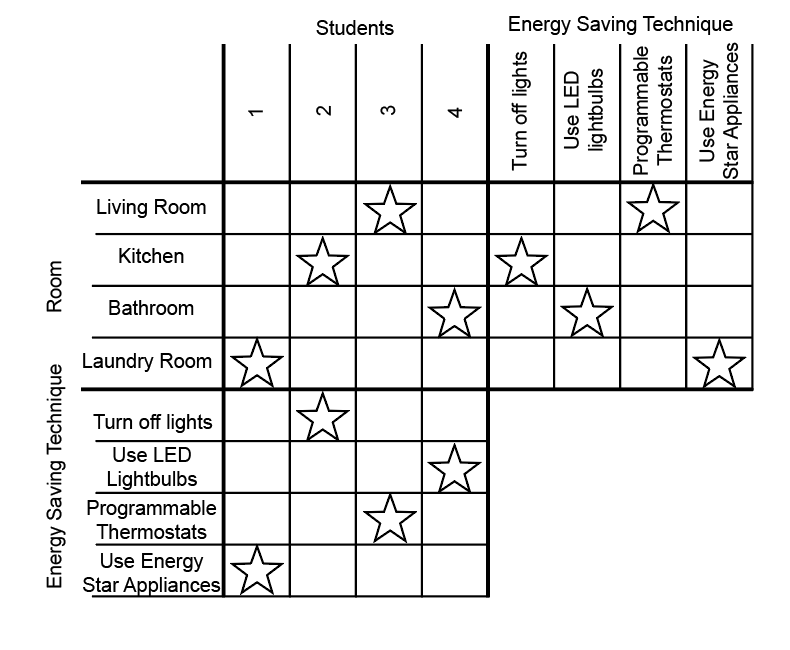 Students
Energy Saving Technique
1
2
3
4
Turn off lights
Use LED
lightbulbs
Programmable
Thermostats
Use Energy
Star Appliances
Room
Living Room
Kitchen
Bathroom
Laundry Room
Energy Saving Technique
Turn off lights
Use LED
Lightbulbs
Programmable
Thermostats
Use Energy
Star Appliances